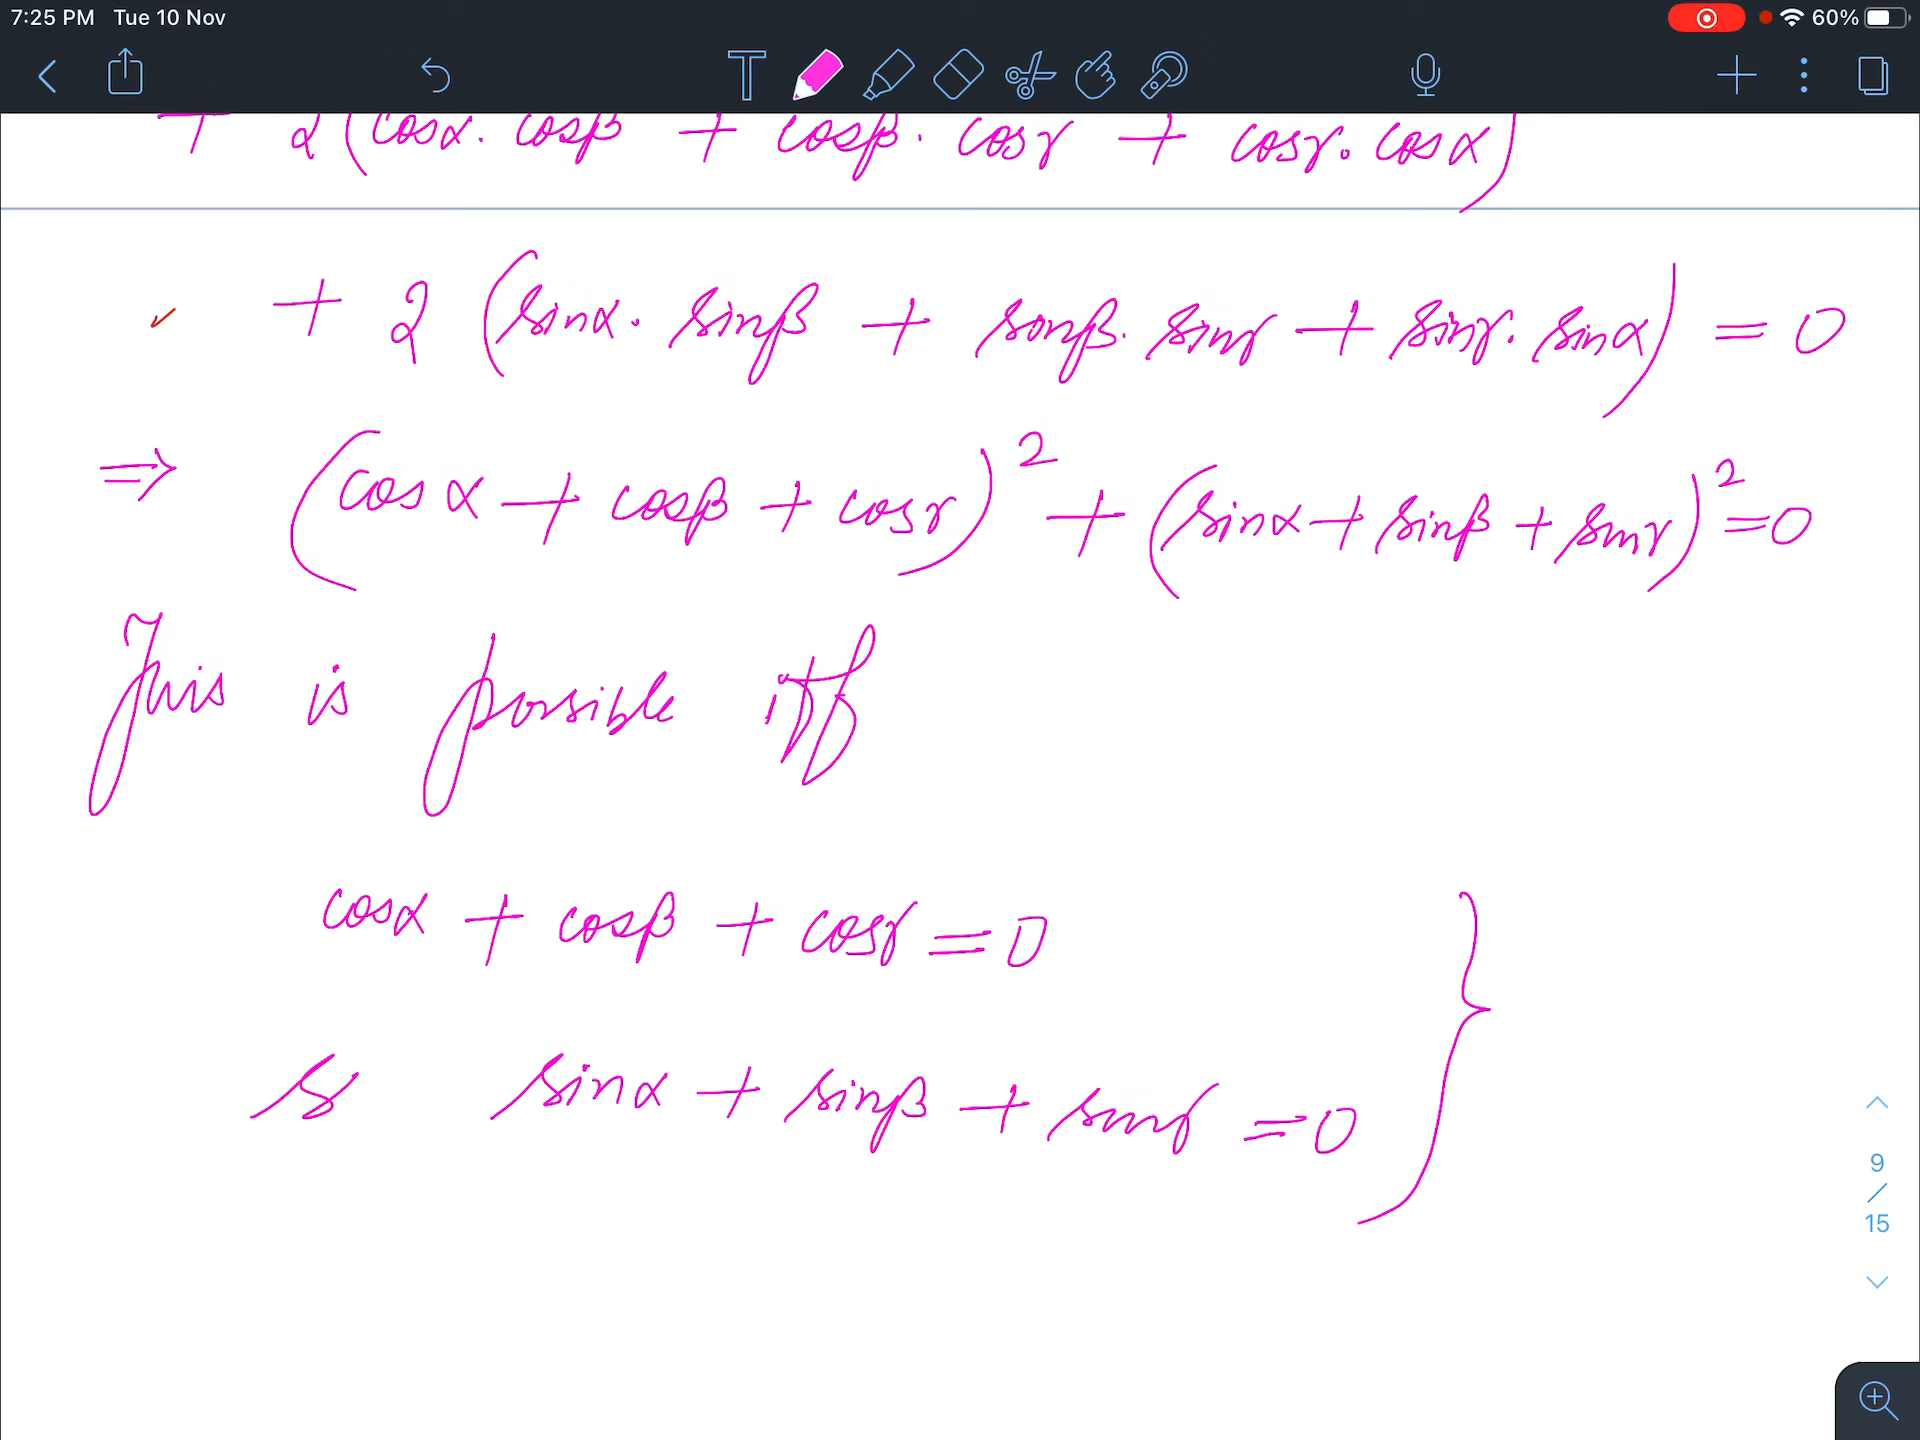 7:25 PM Tue 10 Nov 60%
T
+ 2 (cosα. cosβ + cosβ. cosγ + cosγ. cosα)
+ 2 (sinα. sinβ + sinβ. sinγ + sinγ. sinα) = 0
⇒ (cosα + cosβ + cosγ)² + (sinα + sinβ + sinγ)² = 0
This is possible iff
cosα + cosβ + cosγ = 0
& sinα + sinβ + sinγ = 0 }
9
/
15